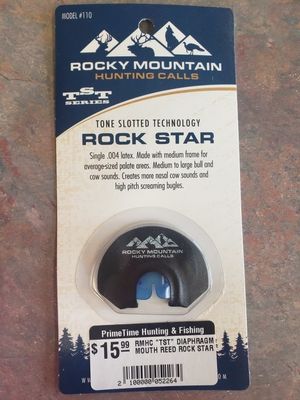 MODEL #110
ROCKY MOUNTAIN
HUNTING CALLS
TST
SERIES
TONE SLOTTED TECHNOLOGY
ROCK STAR
Single .004 latex. Made with medium frame for
average-sized palate areas. Medium to large bull and
cow sounds. Creates more nasal cow sounds and
high pitch screaming bugles.
ROCKY MOUNTAIN
HUNTING CALLS
PrimeTime Hunting & Fishing
$15.99
RMHC "TST" DIAPHRAGM
MOUTH REED ROCK STAR
2 100000 052264